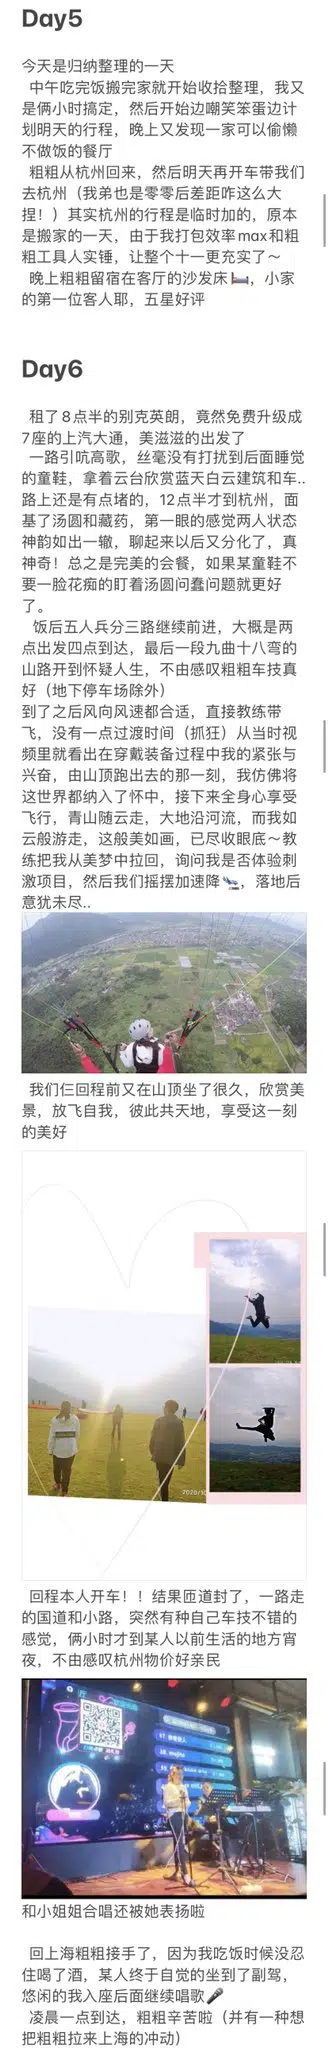 Day5
今天是归纳整理的一天
中午吃完饭搬完家就开始收拾整理，我又
是俩小时搞定，然后开始边嘲笑笨蛋边计
划明天的行程，晚上又发现一家可以偷懒
不做饭的餐厅
粗粗从杭州回来，然后明天再开车带我们
去杭州（我弟也是零零后差距咋这么大
捏！）其实杭州的行程是临时加的，原本
是搬家的一天，由于我打包效率max和粗
粗工具人实锤，让整个十一更充实了～
晚上粗粗留宿在客厅的沙发床🛏️，小家
的第一位客人耶，五星好评
Day6
租了8点半的别克英朗，竟然免费升级成
7座的上汽大通，美滋滋的出发了
一路引吭高歌，丝毫没有打扰到后面睡觉
的童鞋，拿着云台欣赏蓝天白云建筑和车..
路上还是有点堵的，12点半才到杭州，面
基了汤圆和藏药，第一眼的感觉两人状态
神韵如出一辙，聊起来以后又分化了，真
神奇！总之是完美的会餐，如果某童鞋不
要一脸花痴的盯着汤圆问蠢问题就更好
了。
饭后五人兵分三路继续前进，大概是两
点出发四点到达，最后一段九曲十八弯的
山路开到怀疑人生，不由感叹粗粗车技真
好（地下停车场除外）
到了之后风向风速都合适，直接教练带
飞，没有一点过渡时间（抓狂）从当时视
频里就看出在穿戴装备过程中我的紧张与
兴奋，由山顶跑出去的那一刻，我仿佛将
这世界都纳入了怀中，接下来全身心享受
飞行，青山随云走，大地沿河流，而我如
云般游走，这般美如画，已尽收眼底～教
练把我从美梦中拉回，询问我是否体验刺
激项目，然后我们摇摆加速降🛬，落地后
意犹未尽..
我们仨回程前又在山顶坐了很久，欣赏美
景，放飞自我，彼此共天地，享受这一刻
的美好
2020/10
回程本人开车！！结果匝道封了，一路走
的国道和小路，突然有种自己车技不错的
感觉，俩小时才到某人以前生活的地方宵
夜，不由感叹杭州物价好亲民
和小姐姐合唱还被她表扬啦
回上海粗粗接手了，因为我吃饭时候没忍
住喝了酒，某人终于自觉的坐到了副驾，
悠闲的我入座后面继续唱歌🎤
凌晨一点到达，粗粗辛苦啦（并有一种想
把粗粗拉来上海的冲动）